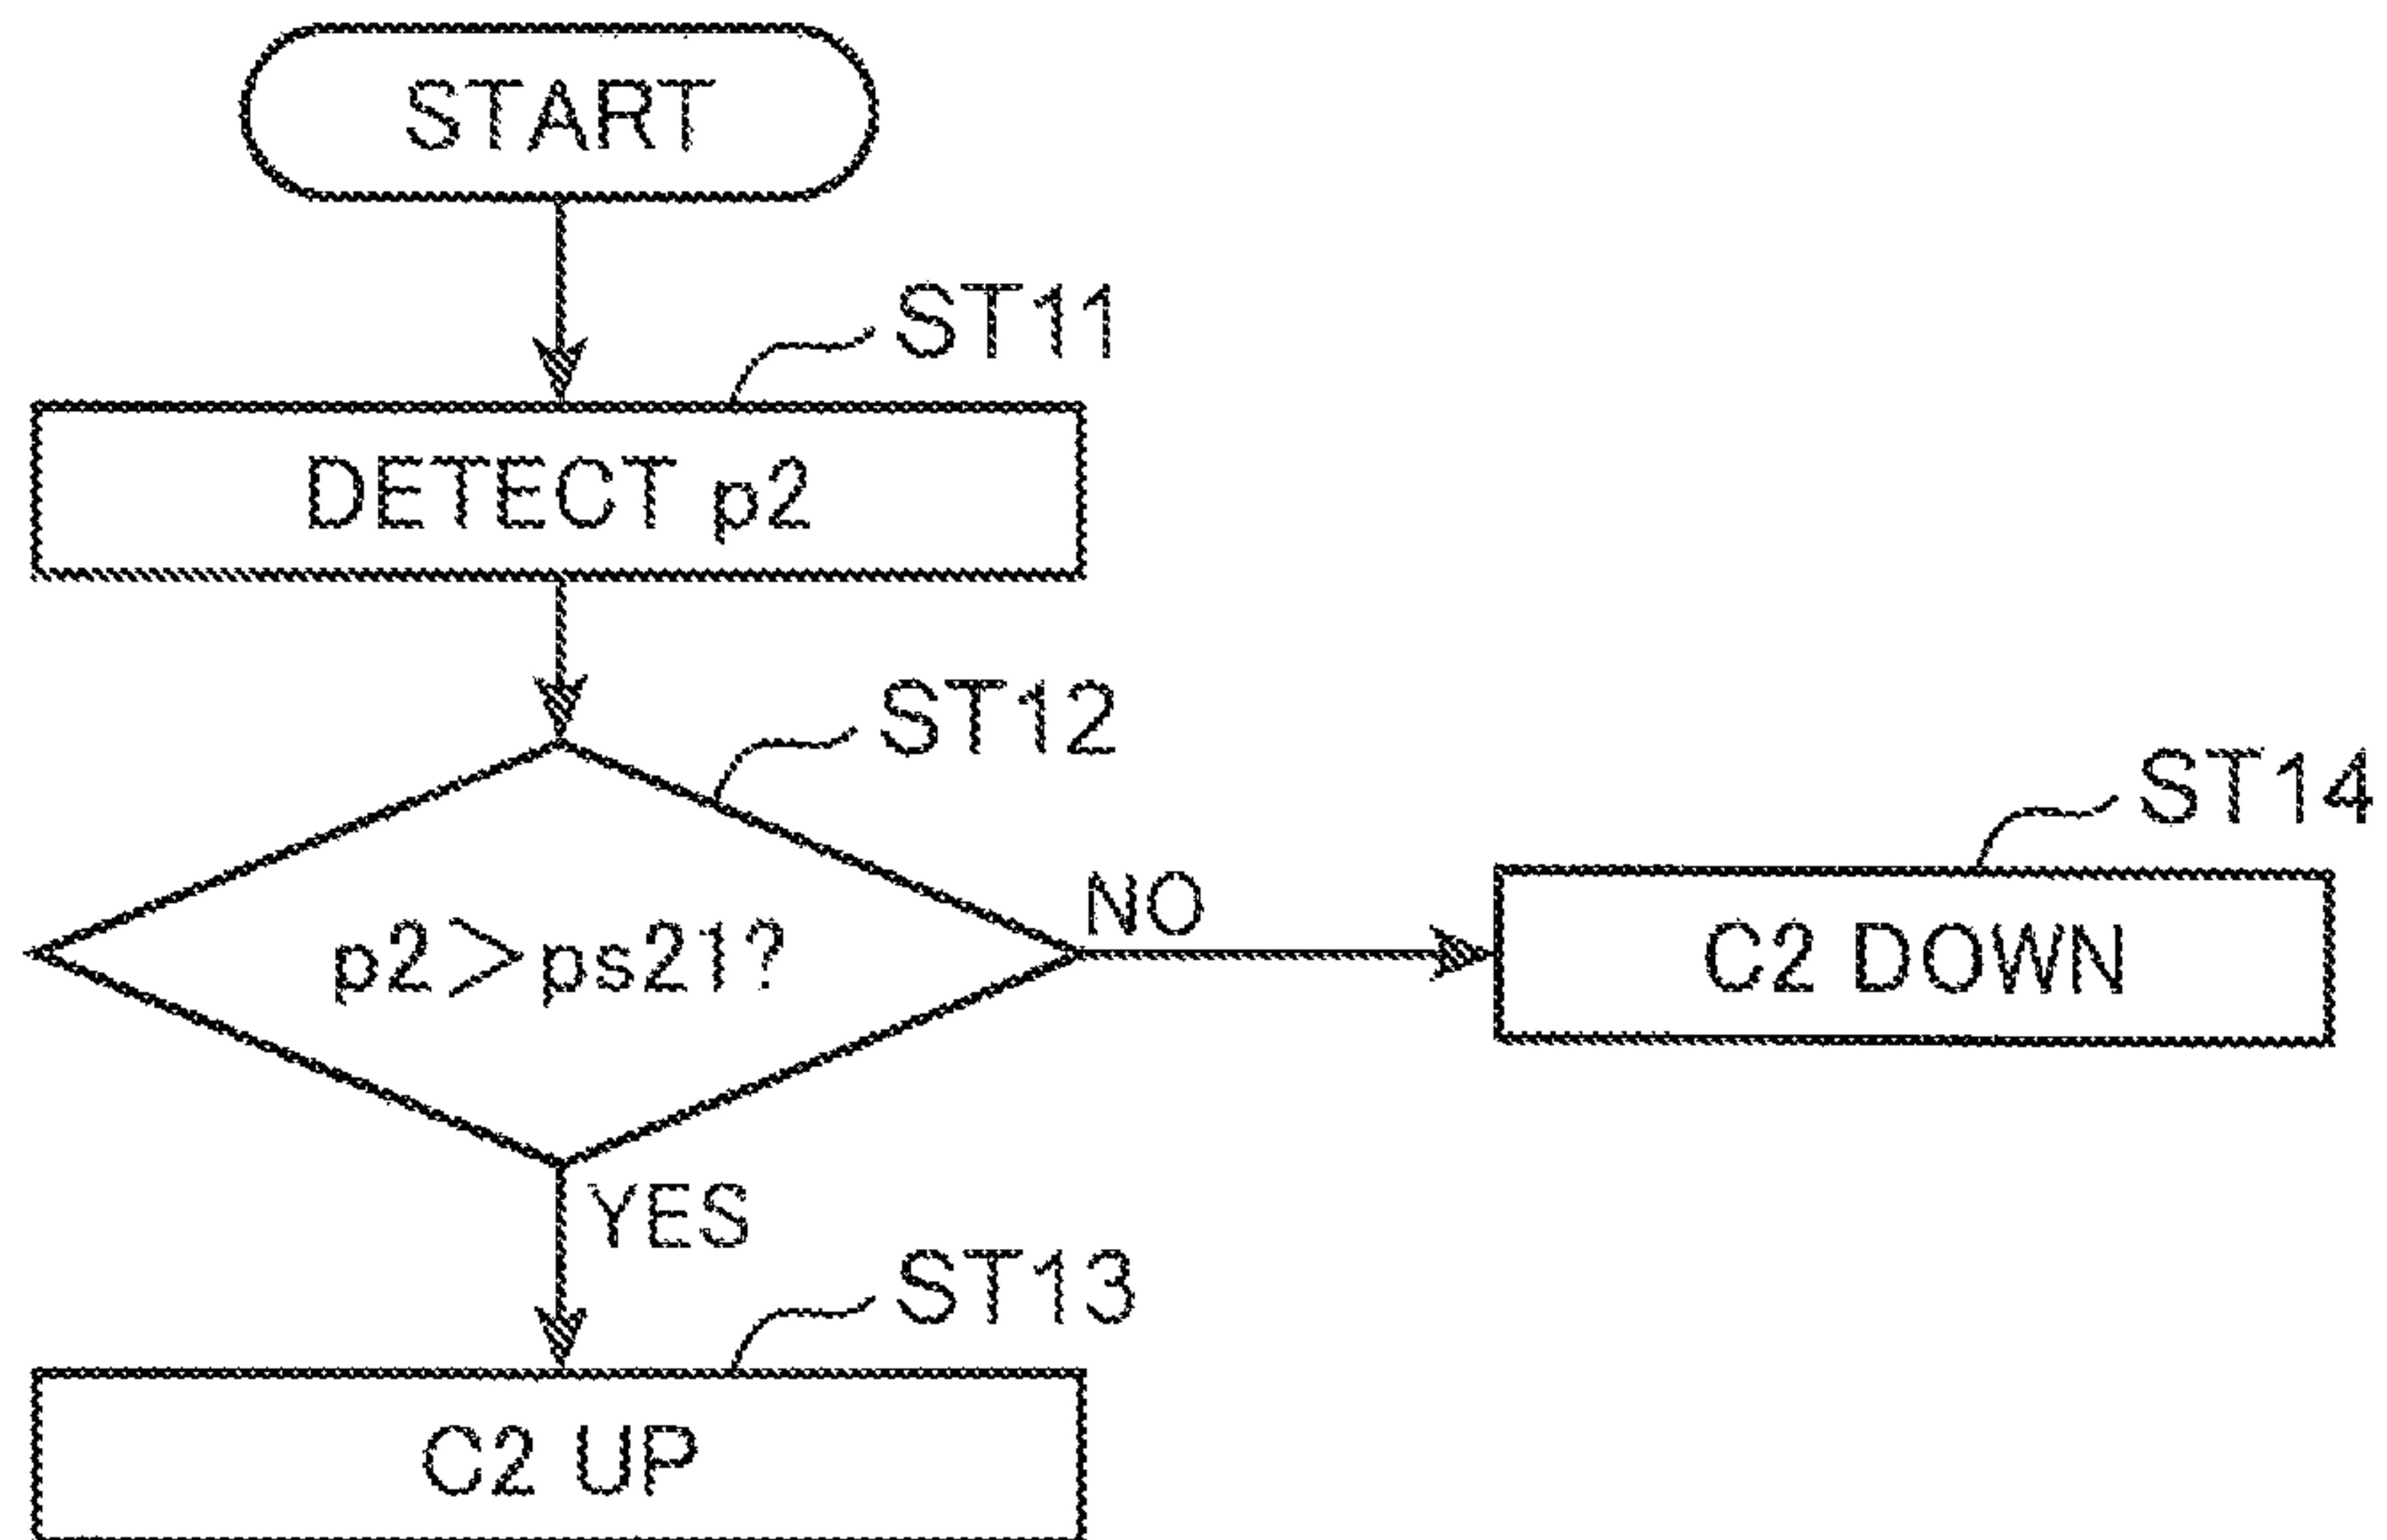 START
ST11
DETECT p2
ST12
ST14
NO
p2>ps21?
C2 DOWN
YES
ST13
C2 UP